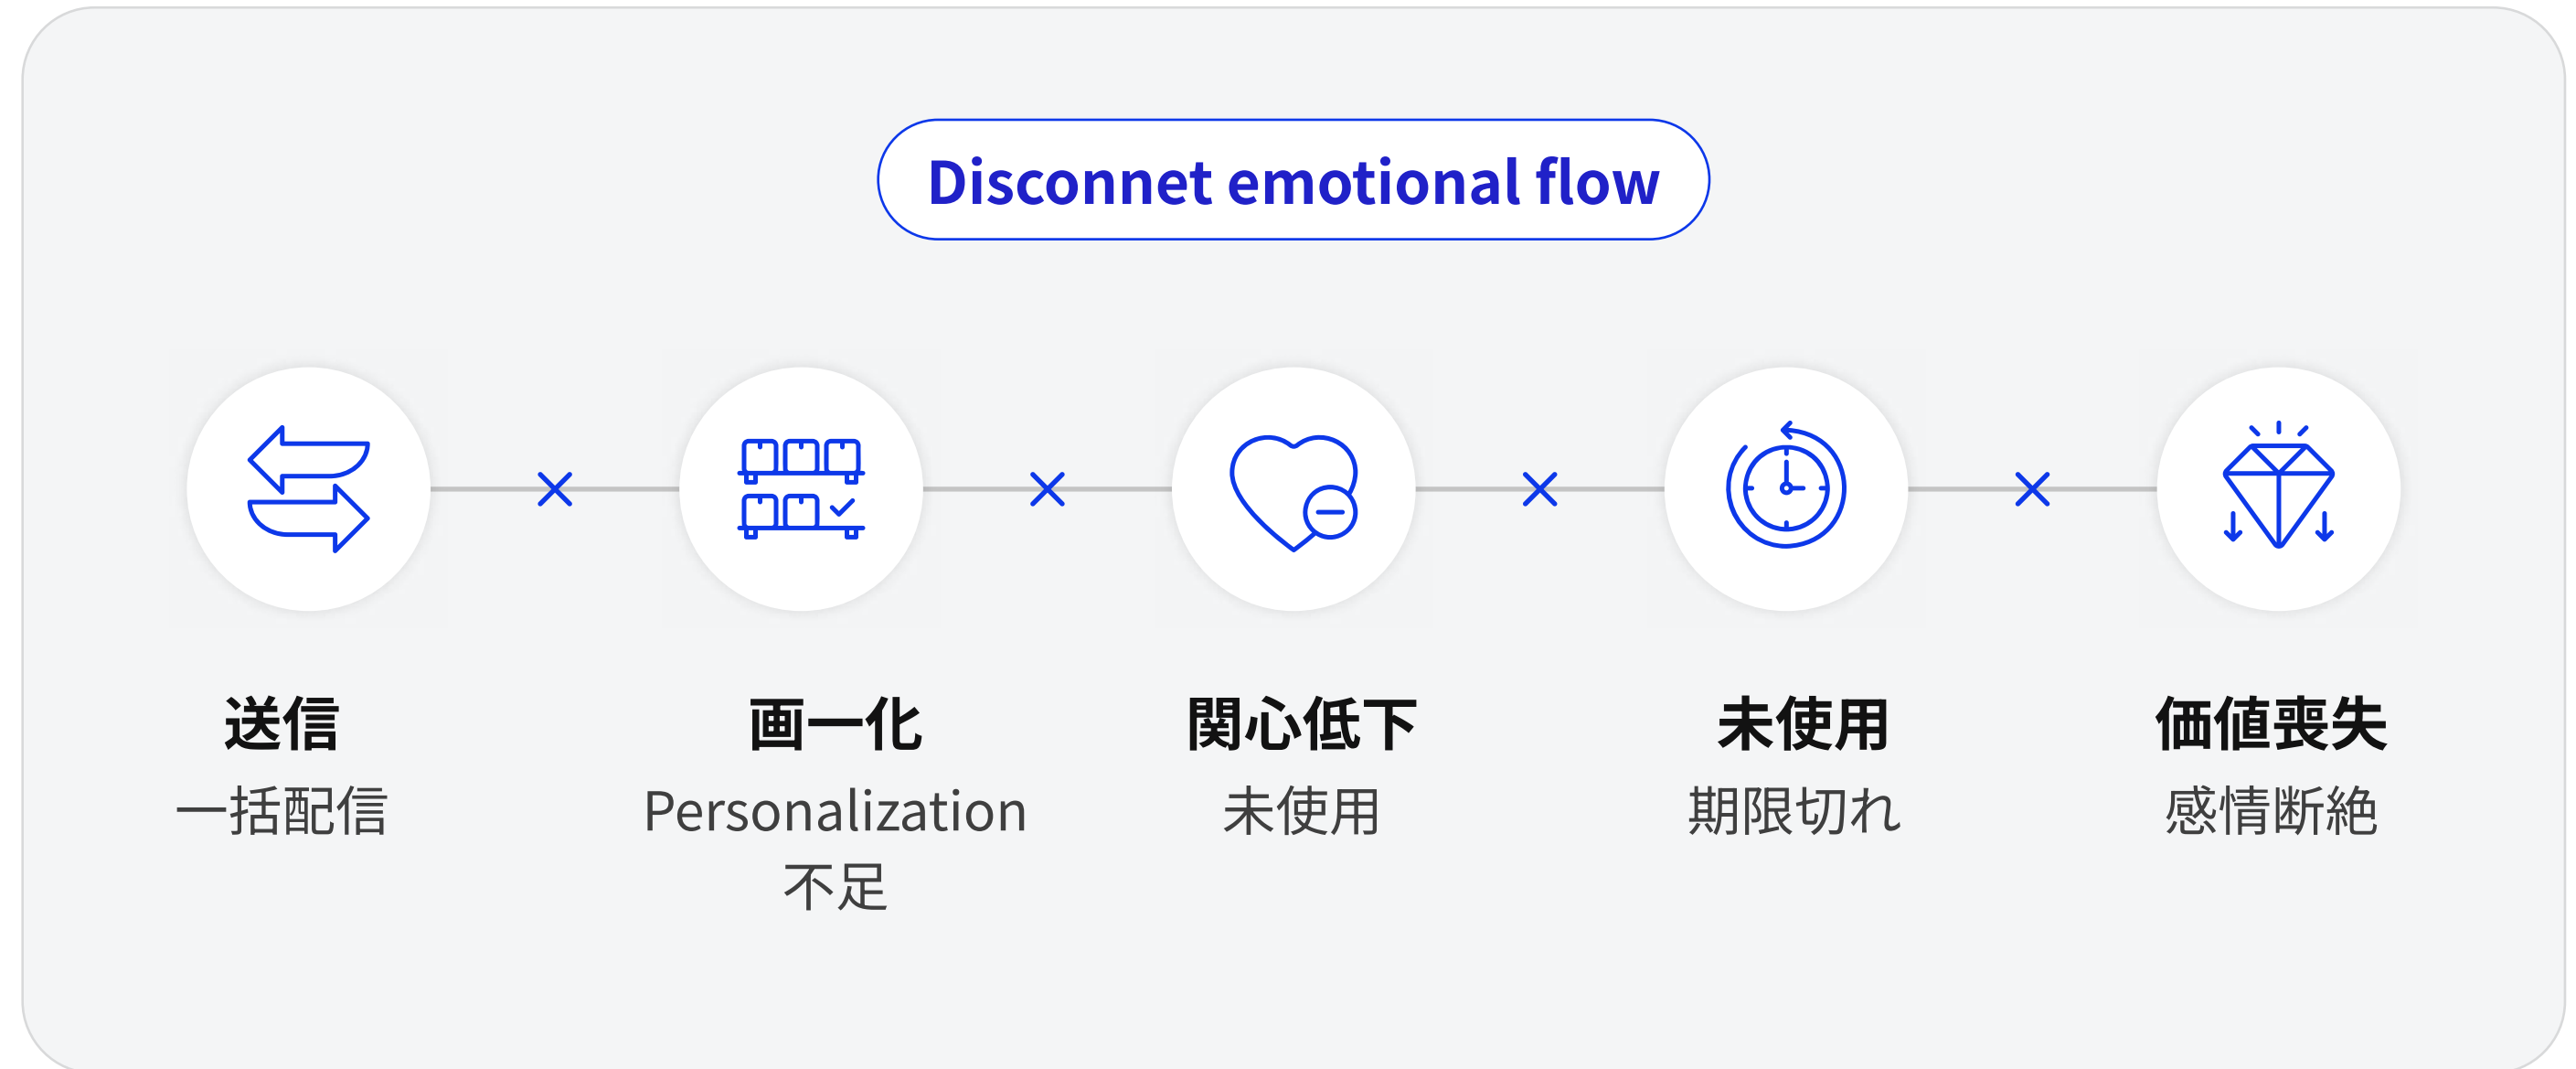 Disconnet emotional flow
送信
一括配信
画一化
Personalization
不足
関心低下
未使用
未使用
期限切れ
価値喪失
感情断絶